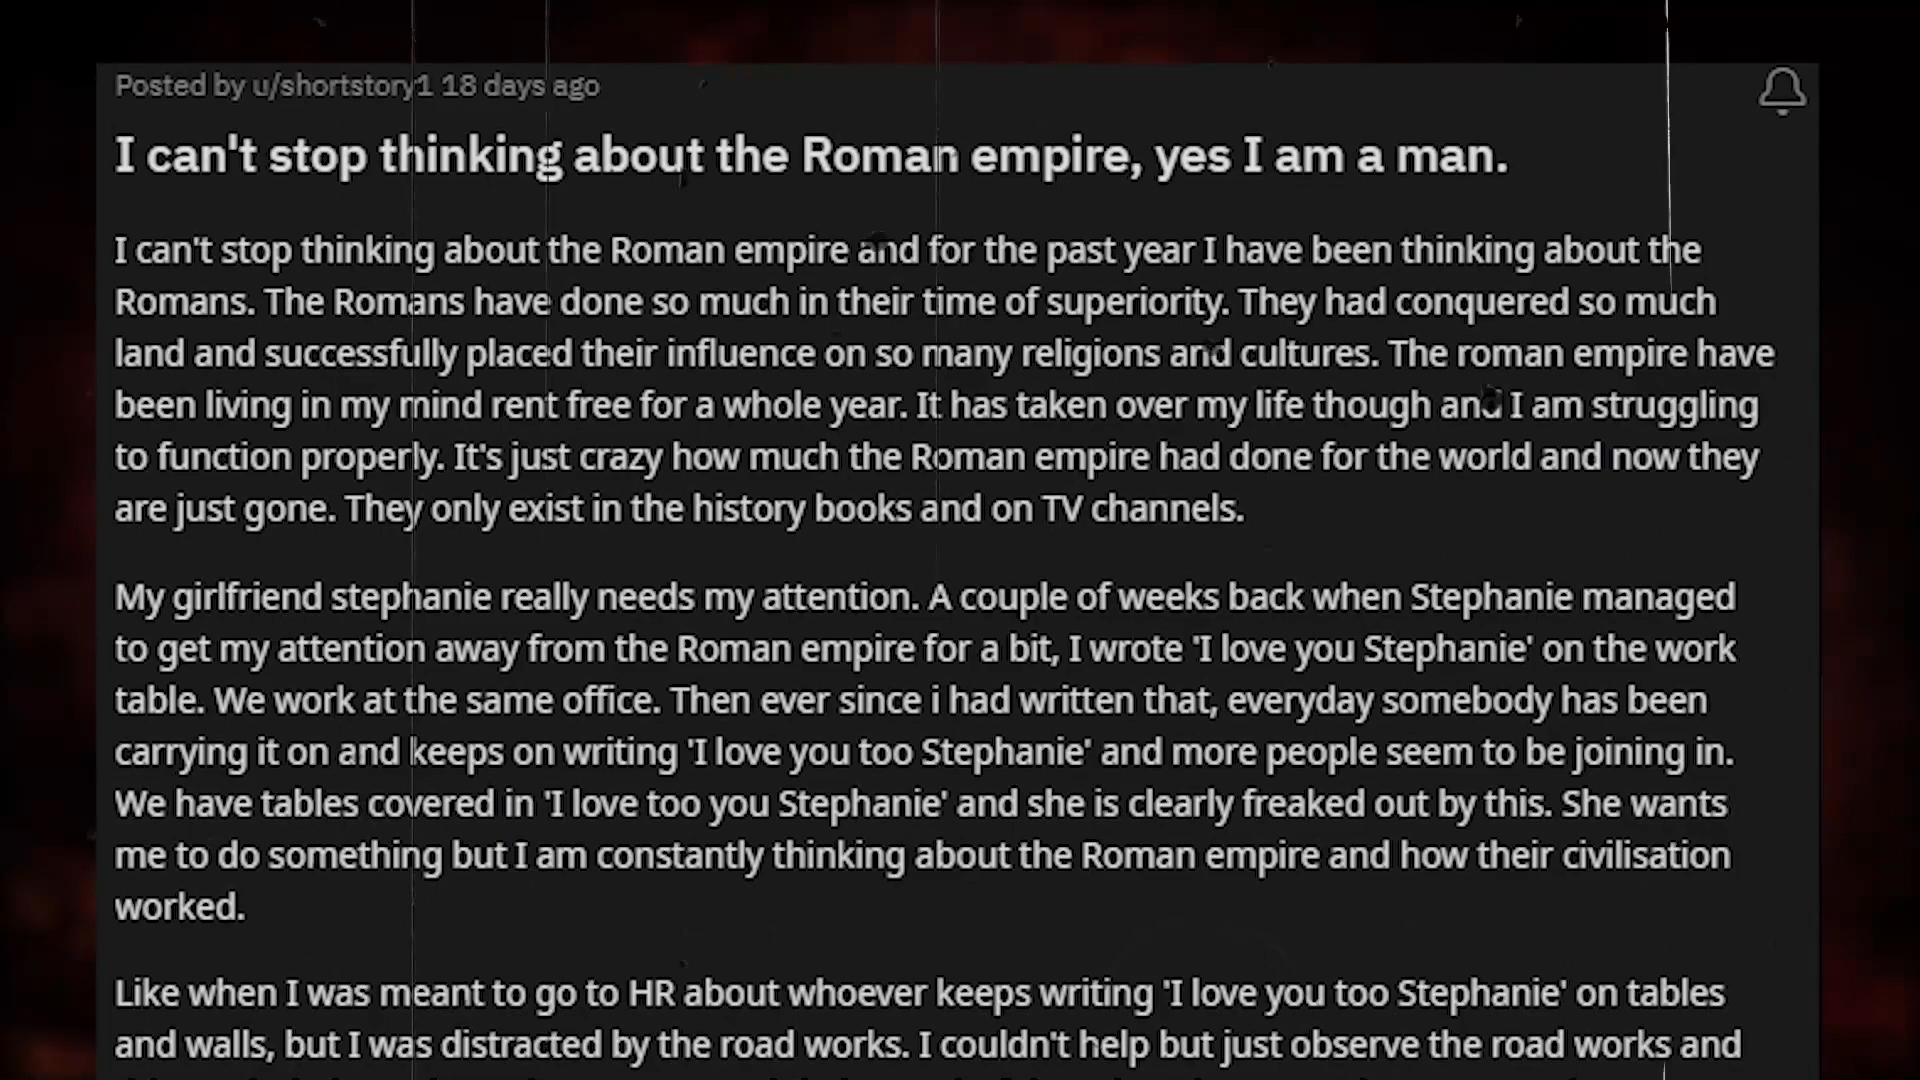 Posted by u/shortstory1 18 days ago
I can't stop thinking about the Roman empire, yes I am a man.
I can't stop thinking about the Roman empire and for the past year I have been thinking about the
Romans. The Romans have done so much in their time of superiority. They had conquered so much
land and successfully placed their influence on so many religions and cultures. The roman empire have
been living in my mind rent free for a whole year. It has taken over my life though and I am struggling
to function properly. It's just crazy how much the Roman empire had done for the world and now they
are just gone. They only exist in the history books and on TV channels.
My girlfriend stephanie really needs my attention. A couple of weeks back when Stephanie managed
to get my attention away from the Roman empire for a bit, I wrote 'I love you Stephanie' on the work
table. We work at the same office. Then ever since i had written that, everyday somebody has been
carrying it on and keeps on writing 'I love you too Stephanie' and more people seem to be joining in.
We have tables covered in 'I love too you Stephanie' and she is clearly freaked out by this. She wants
me to do something but I am constantly thinking about the Roman empire and how their civilisation
worked.
Like when I was meant to go to HR about whoever keeps writing 'I love you too Stephanie' on tables
and walls, but I was distracted by the road works. I couldn't help but just observe the road works and